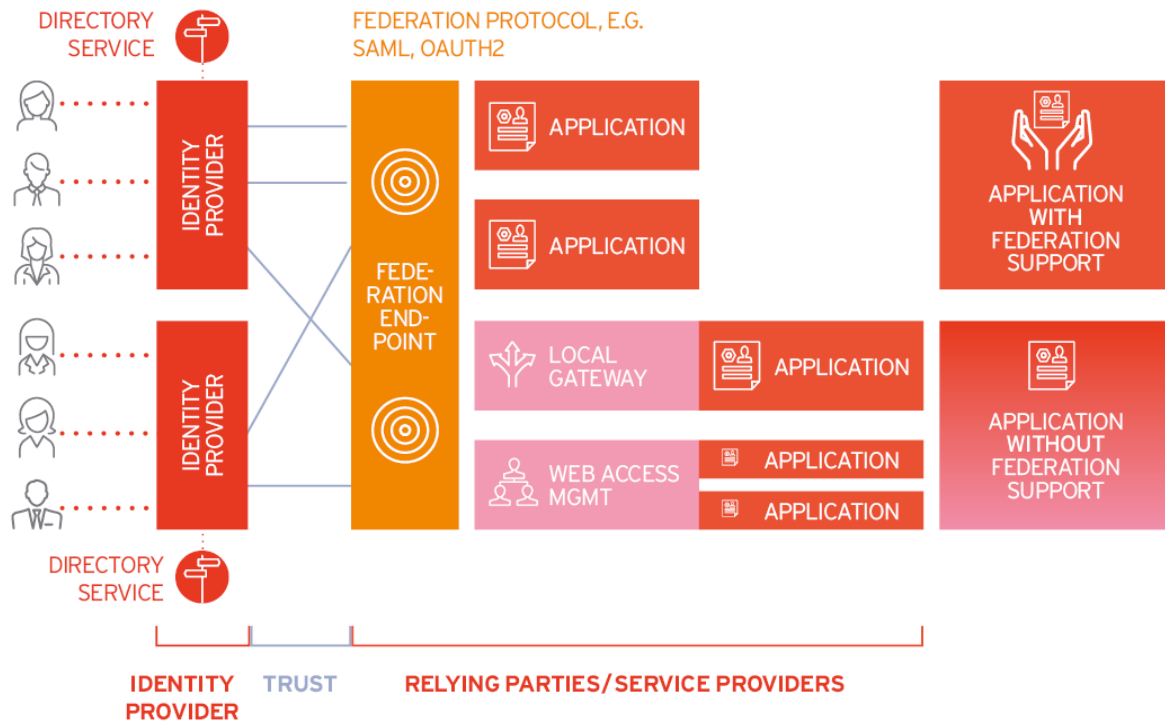 DIRECTORY
SERVICE
FEDERATION PROTOCOL, E.G.
SAML, OAUTH2
IDENTITY
PROVIDER
IDENTITY
PROVIDER
FEDE-
RATION
END-
POINT
APPLICATION
APPLICATION
LOCAL
GATEWAY
APPLICATION
WEB ACCESS
MGMT
APPLICATION
APPLICATION
APPLICATION
WITH
FEDERATION
SUPPORT
APPLICATION
WITHOUT
FEDERATION
SUPPORT
DIRECTORY
SERVICE
IDENTITY
PROVIDER
TRUST
RELYING PARTIES/SERVICE PROVIDERS